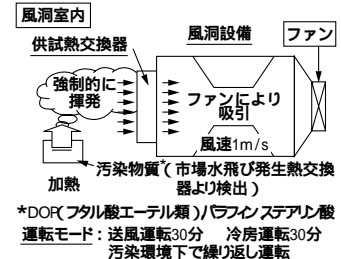 風洞室内
供試熱交換器
風洞設備
ファン
強制的に
揮発
ファンにより
吸引
風速1m/s
加熱
汚染物質*(市場水飛び発生熱交換
器より検出)
*DOP(フタル酸エーテル類)パラフィン ステアリン酸
運転モード:送風運転30分 冷房運転30分
汚染環境下で繰り返し運転